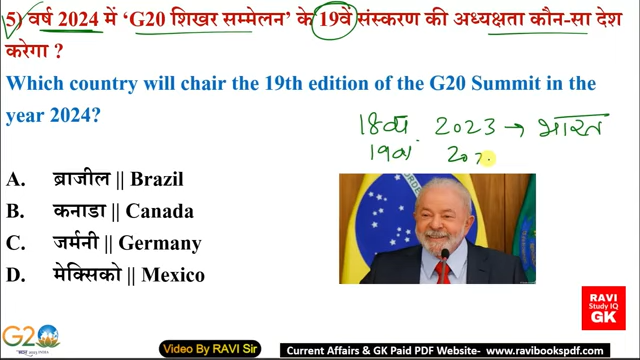 5) वर्ष 2024 में ‘G20 शिखर सम्मेलन’ के 19वें संस्करण की अध्यक्षता कौन-सा देश
करेगा ?
Which country will chair the 19th edition of the G20 Summit in the
year 2024?
18वां 2023 → भारत
19वां 202
A. ब्राजील || Brazil
B. कनाडा || Canada
C. जर्मनी || Germany
D. मेक्सिको || Mexico
RAVI
Study IQ
GK
G20
Video By RAVI Sir
Current Affairs & GK Paid PDF Website- www.ravibookspdf.com